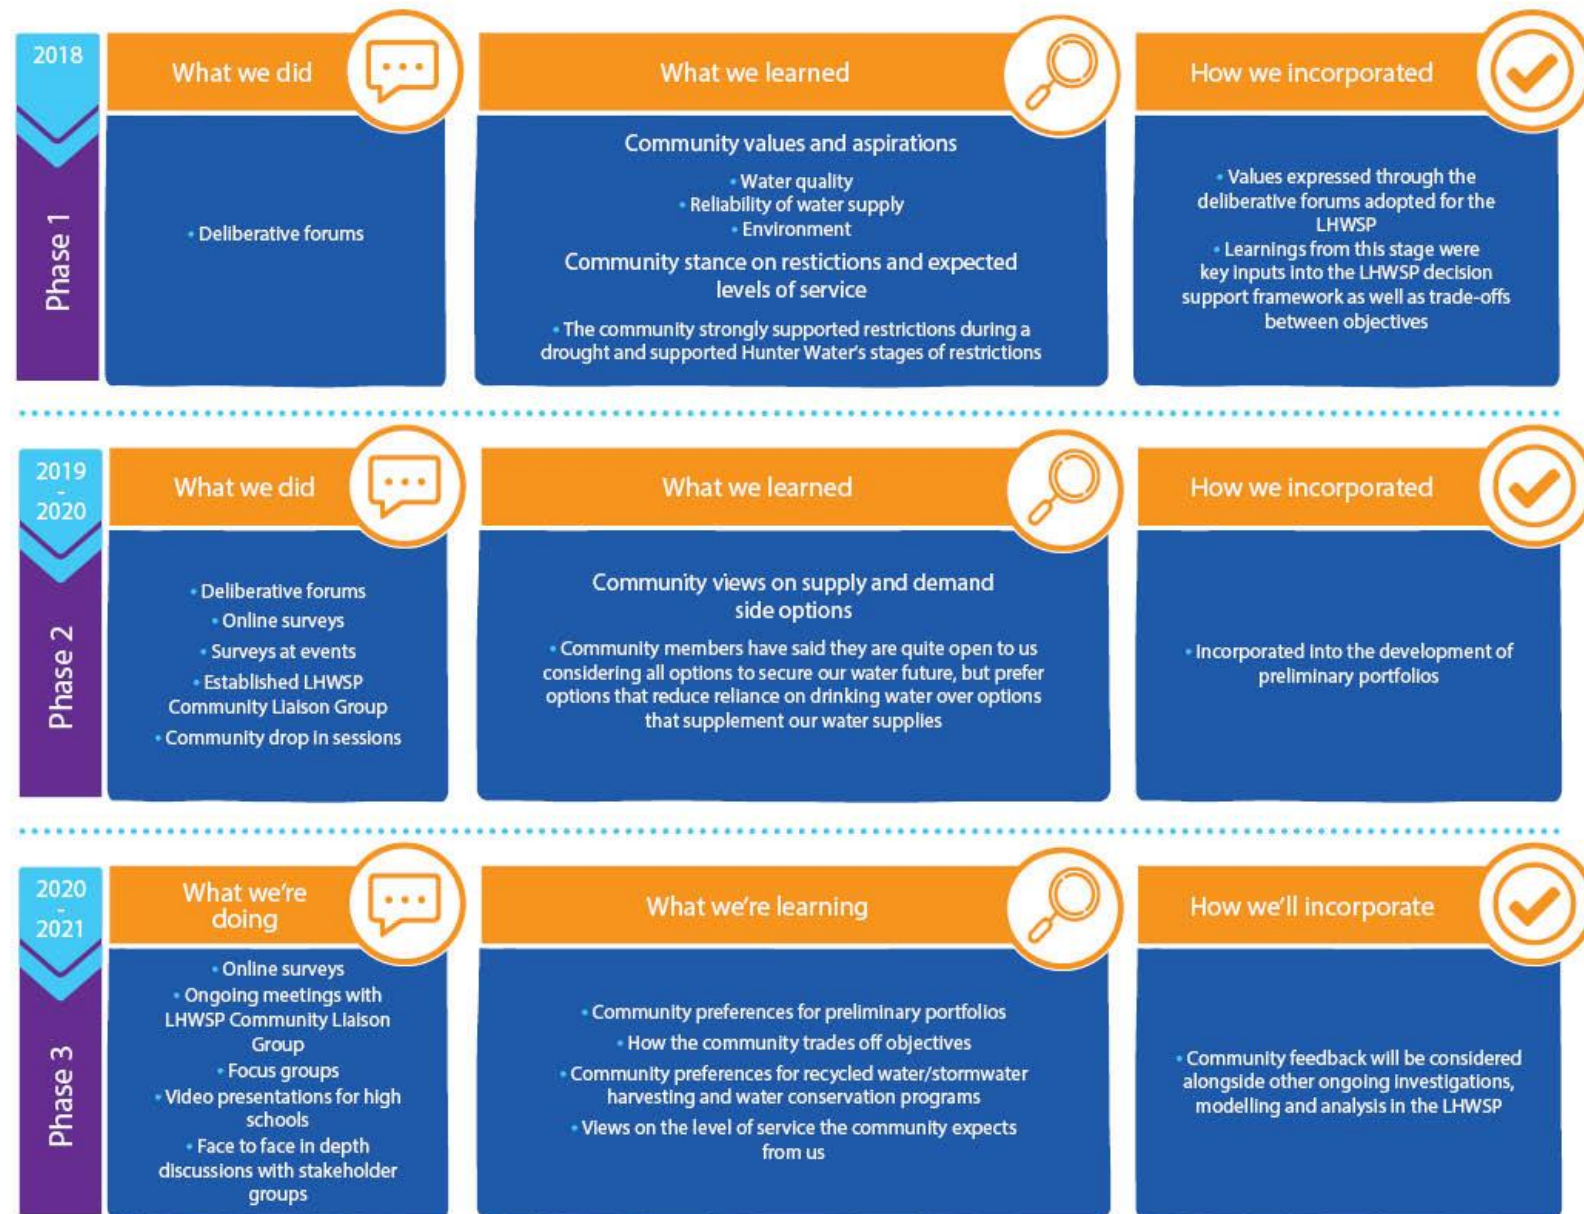 2018
Phase 1
What we did
• Deliberative forums
What we learned
Community values and aspirations
• Water quality
• Reliability of water supply
• Environment
Community stance on restictions and expected
levels of service
• The community strongly supported restrictions during a
drought and supported Hunter Water's stages of restrictions
How we incorporated
• Values expressed through the
deliberative forums adopted for the
LHWSP
• Learnings from this stage were
key inputs into the LHWSP decision
support framework as well as trade-offs
between objectives
2019
-
2020
Phase 2
What we did
• Deliberative forums
• Online surveys
• Surveys at events
• Established LHWSP
Community Liaison Group
• Community drop in sessions
What we learned
Community views on supply and demand
side options
• Community members have said they are quite open to us
considering all options to secure our water future, but prefer
options that reduce reliance on drinking water over options
that supplement our water supplies
How we incorporated
• Incorporated into the development of
preliminary portfolios
2020
-
2021
Phase 3
What we're
doing
• Online surveys
• Ongoing meetings with
LHWSP Community Liaison
Group
• Focus groups
• Video presentations for high
schools
• Face to face in depth
discussions with stakeholder
groups
What we're learning
• Community preferences for preliminary portfolios
• How the community trades off objectives
• Community preferences for recycled water/stormwater
harvesting and water conservation programs
• Views on the level of service the community expects
from us
How we'll incorporate
• Community feedback will be considered
alongside other ongoing investigations,
modelling and analysis in the LHWSP